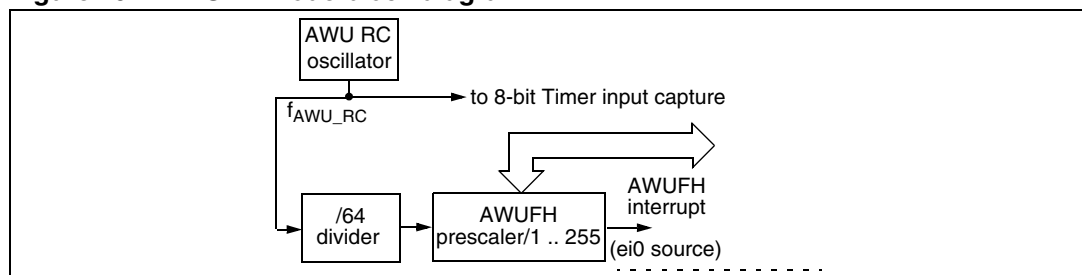 AWU RC
oscillator
to 8-bit Timer input capture
fAWU_RC
AWUFH
interrupt
/64
divider
AWUFH
prescaler/1 .. 255
(ei0 source)